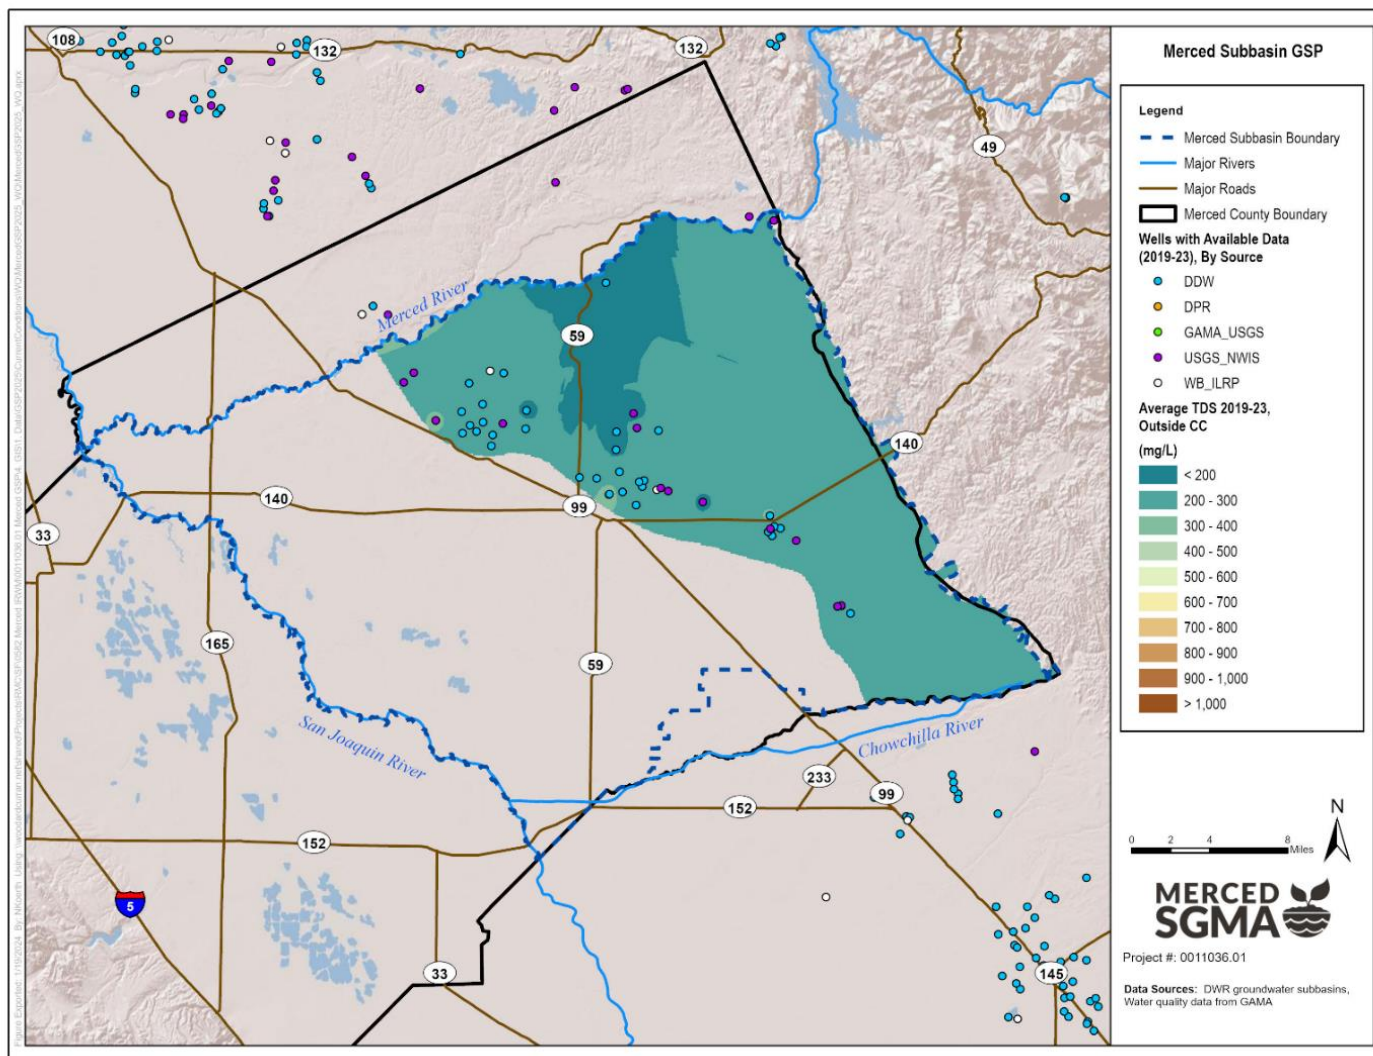 Merced Subbasin GSP
Legend
Merced Subbasin Boundary
Major Rivers
Major Roads
Merced County Boundary
Wells with Available Data
(2019-23), By Source
DDW
DPR
GAMA_USGS
USGS_NWIS
WB_ILRP
Average TDS 2019-23,
Outside CC
(mg/L)
< 200
200 - 300
300 - 400
400 - 500
500 - 600
600 - 700
700 - 800
800 - 900
900 - 1,000
> 1,000
N
0 2 4 8
Miles
MERCED
SGMA
Project #: 0011036.01
Data Sources: DWR groundwater subbasins,
Water quality data from GAMA
108
132
132
49
Merced River
59
140
140
99
33
165
59
San Joaquin River
Chowchilla River
233
99
152
152
5
33
145